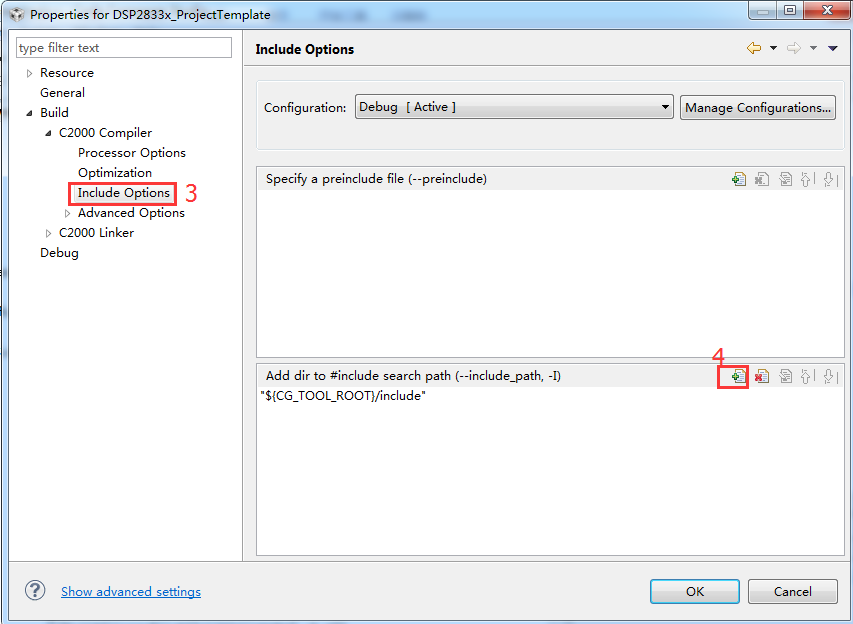 Properties for DSP2833x_ProjectTemplate
type filter text
Resource
General
Build
C2000 Compiler
Processor Options
Optimization
Include Options 3
Advanced Options
C2000 Linker
Debug
Include Options
Configuration: Debug [ Active ] Manage Configurations...
Specify a preinclude file (--preinclude)
4
Add dir to #include search path (--include_path, -I)
"${CG_TOOL_ROOT}/include"
? Show advanced settings
OK Cancel